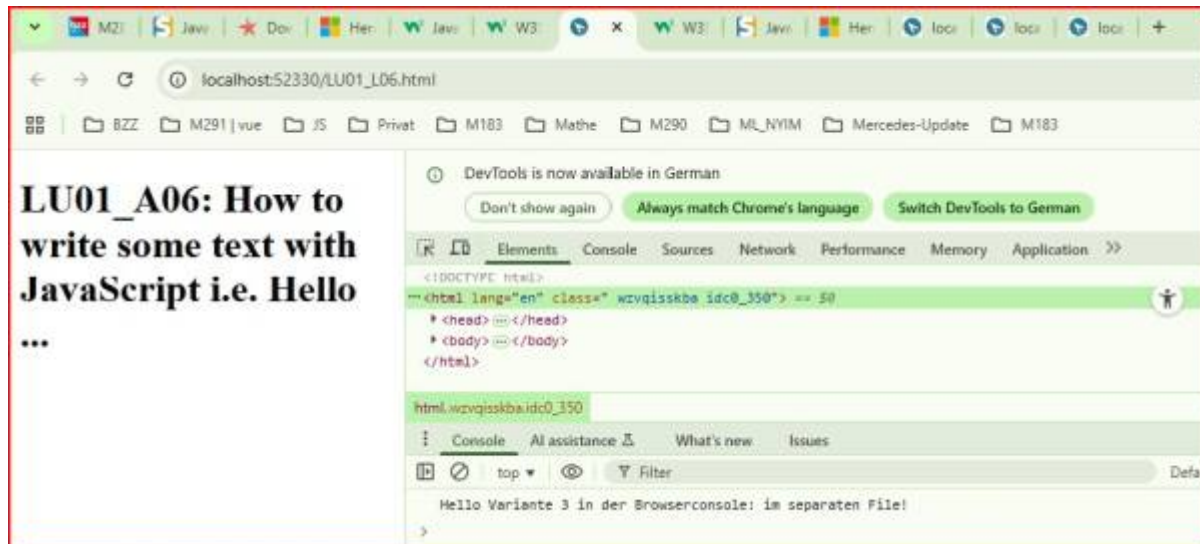 M2
Jav
Dov
Her
Jav
W3
W3
Jav
Her
loca
loca
loca
localhost:52330/LU01_L06.html
BZZ M291 | vue JS Privat M183 Mathe M290 ML_NYIM Mercedes-Update M183
LU01_A06: How to
write some text with
JavaScript i.e. Hello
...
DevTools is now available in German
Don't show again Always match Chrome's language Switch DevTools to German
Elements Console Sources Network Performance Memory Application
<!DOCTYPE html>
<html lang="en" class=" wzvqisskba idc0_350"> == $0
<head> ... </head>
<body> ... </body>
</html>
html.wzvqisskba.idc0_350
Console AI assistance What's new Issues
top Filter Defa
Hello Variante 3 in der Browserconsole: im separaten File!